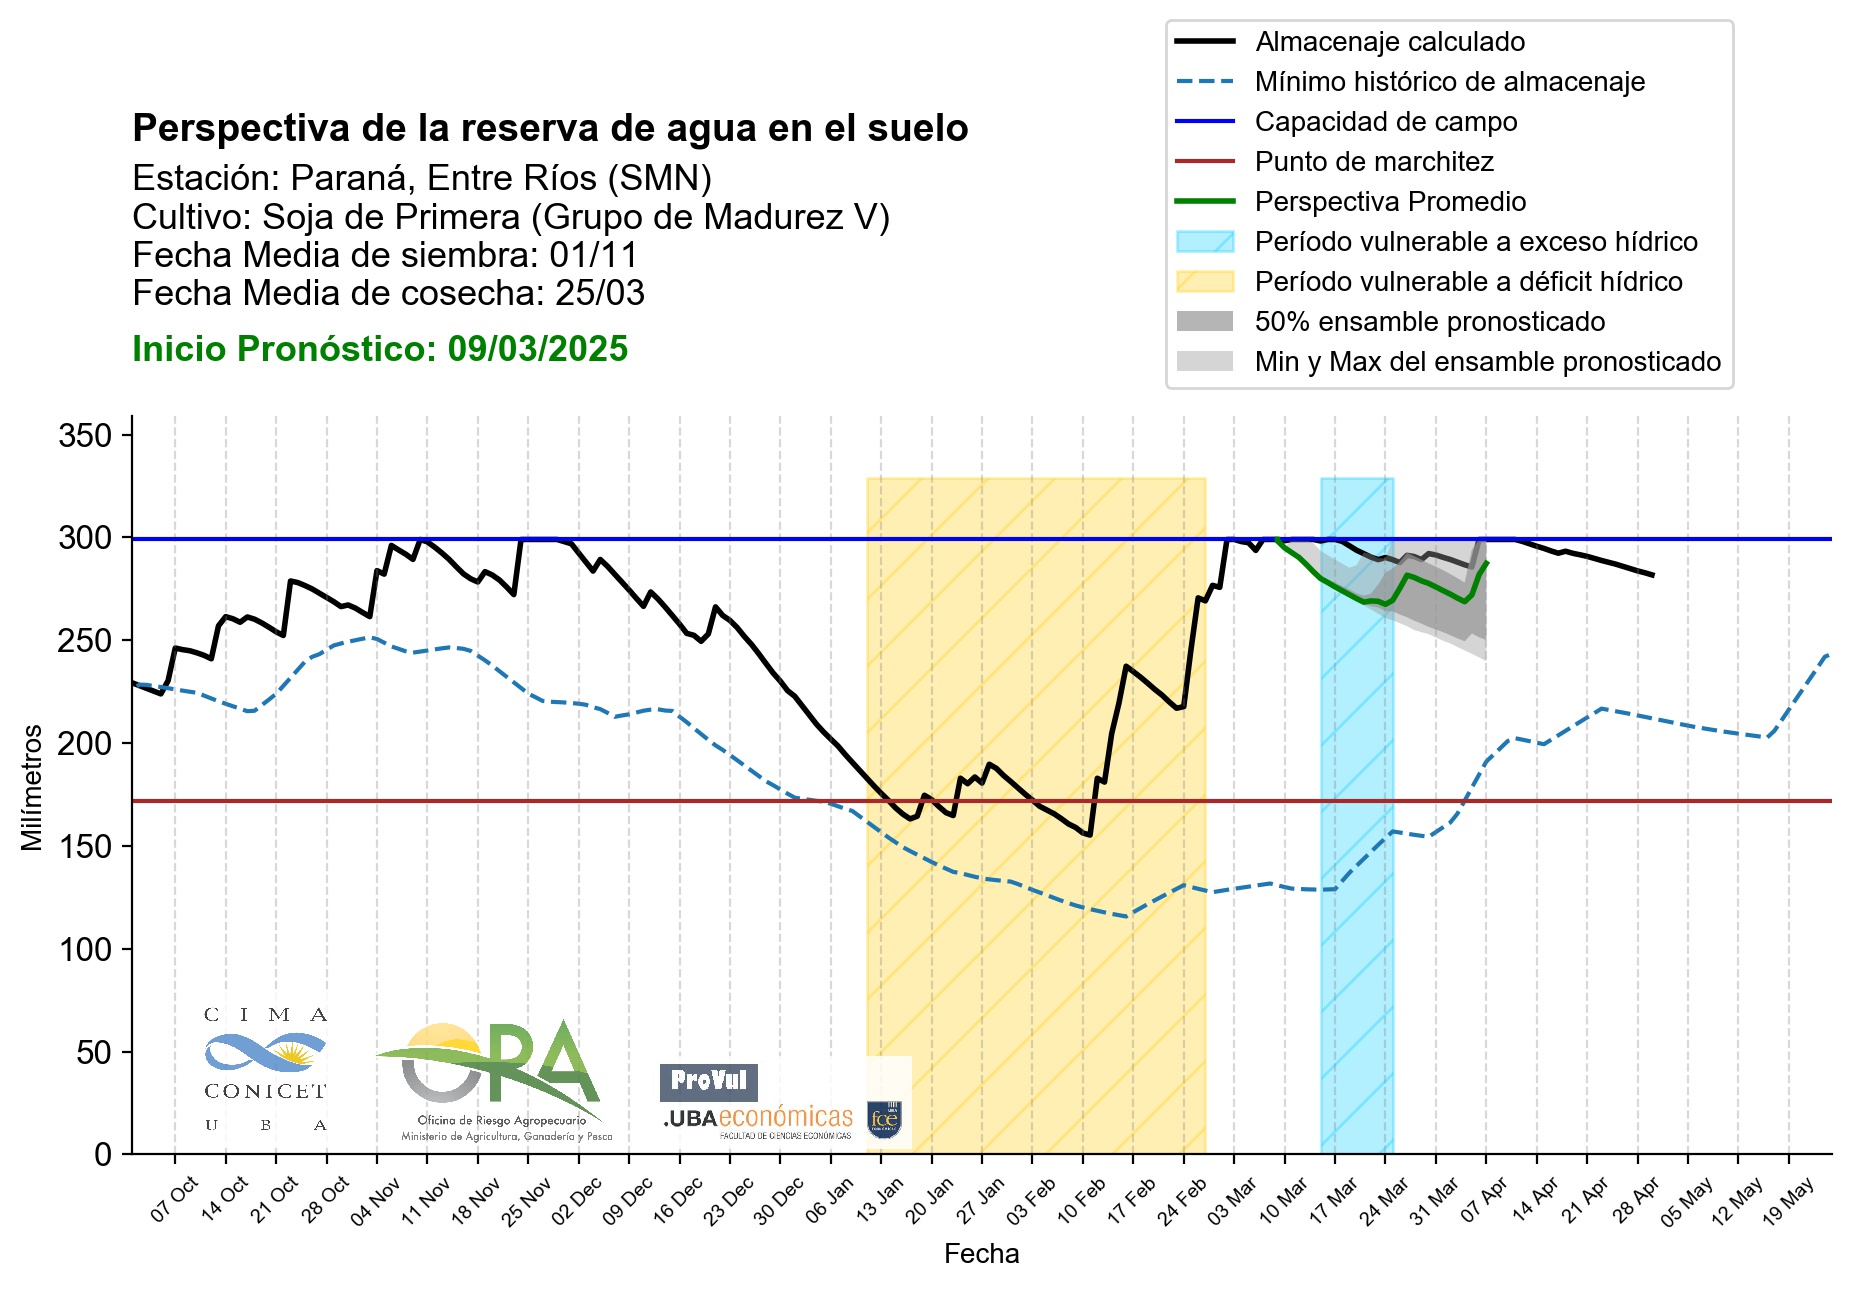 Almacenaje calculado
Mínimo histórico de almacenaje
Capacidad de campo
Punto de marchitez
Perspectiva Promedio
Período vulnerable a exceso hídrico
Período vulnerable a déficit hídrico
50% ensamble pronosticado
Min y Max del ensamble pronosticado
Perspectiva de la reserva de agua en el suelo
Estación: Paraná, Entre Ríos (SMN)
Cultivo: Soja de Primera (Grupo de Madurez V)
Fecha Media de siembra: 01/11
Fecha Media de cosecha: 25/03
Inicio Pronóstico: 09/03/2025
350
300
250
200
150
100
50
0
Milímetros
CIMA
CONICET
UBA
ORA
Oficina de Riesgo Agropecuario
Ministerio de Agricultura, Ganadería y Pesca
ProVul
.UBAeconómicas
FACULTAD DE CIENCIAS ECONÓMICAS
UBA
fce
07 Oct
14 Oct
21 Oct
28 Oct
04 Nov
11 Nov
18 Nov
25 Nov
02 Dec
09 Dec
16 Dec
23 Dec
30 Dec
06 Jan
13 Jan
20 Jan
27 Jan
03 Feb
10 Feb
17 Feb
24 Feb
03 Mar
10 Mar
17 Mar
24 Mar
31 Mar
07 Apr
14 Apr
21 Apr
28 Apr
05 May
12 May
19 May
Fecha